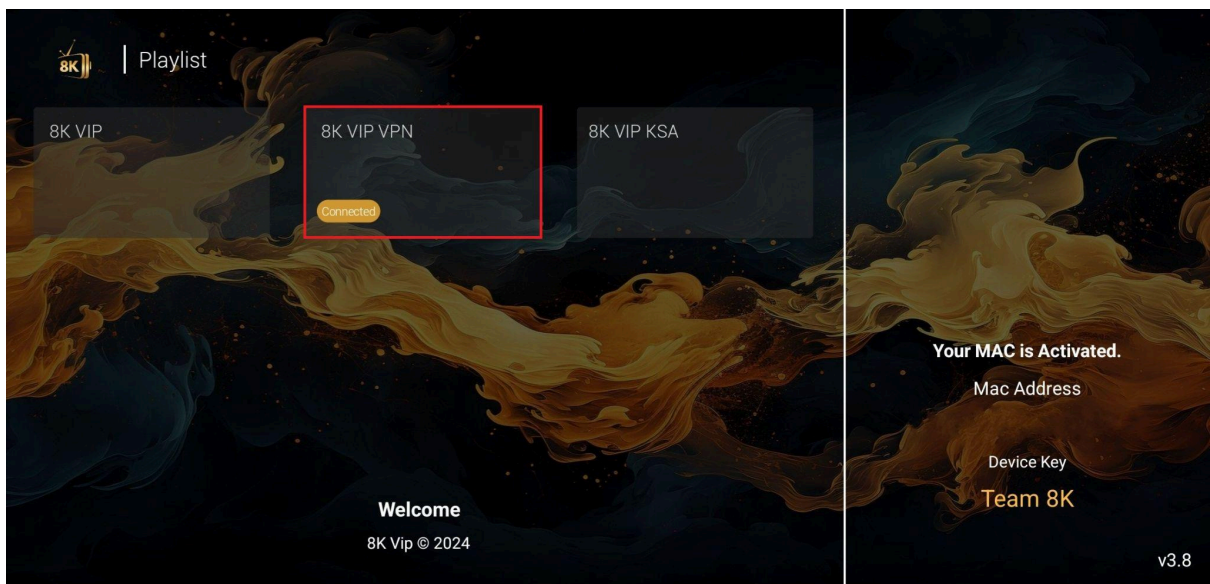 8K
Playlist
8K VIP
8K VIP VPN
Connected
8K VIP KSA
Your MAC is Activated.
Mac Address
Device Key
Team 8K
Welcome
8K Vip © 2024
v3.8